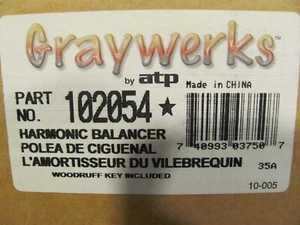 Graywerks
by atp
Made in CHINA
PART NO. 102054★
HARMONIC BALANCER
POLEA DE CIGUENAL
L'AMORTISSEUR DU VILEBREQUIN
WOODRUFF KEY INCLUDED
7 40993 03750 7
35A
10-005